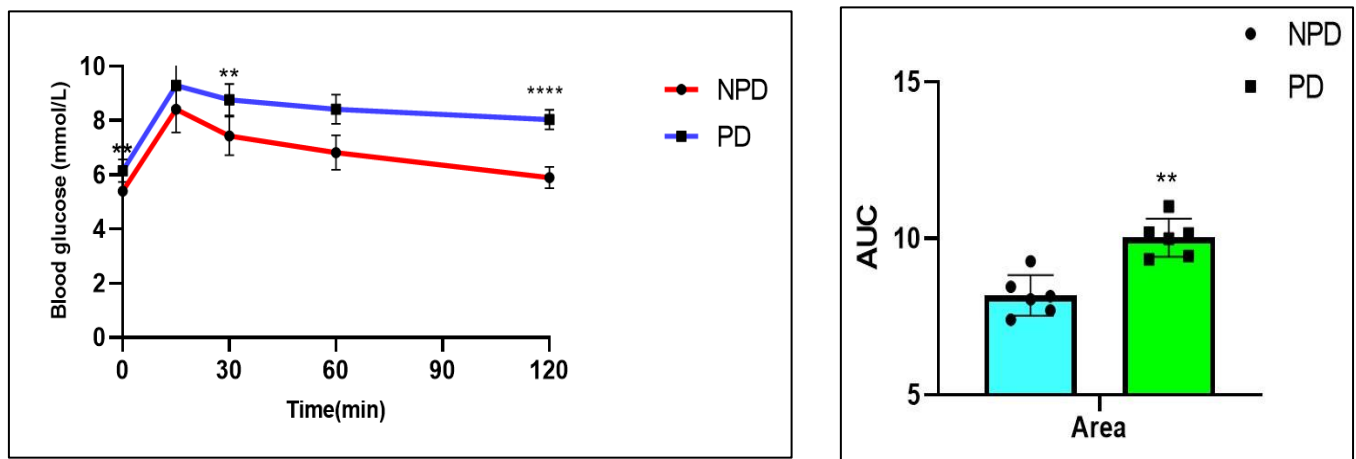 10
8
6
4
2
0
Blood glucose (mmol/L)
**
**
****
0 30 60 90 120
Time(min)
NPD
PD
NPD
PD
15
10
5
AUC
**
Area